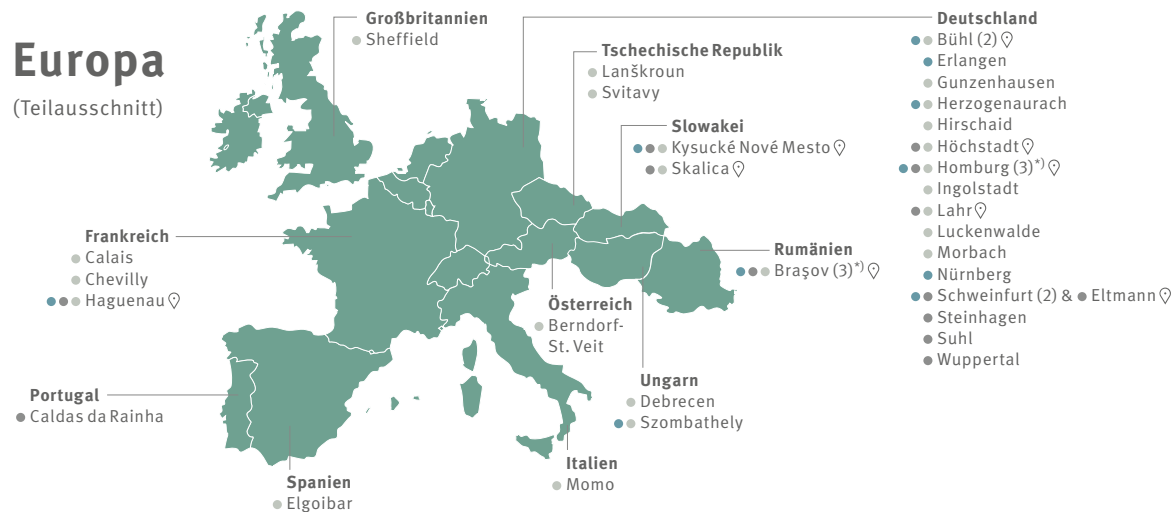 Europa
(Teilausschnitt)
Großbritannien
Sheffield
Tschechische Republik
Lanškroun
Svitavy
Slowakei
Kysucké Nové Mesto
Skalica
Deutschland
Bühl (2)
Erlangen
Gunzenhausen
Herzogenaurach
Hirschaid
Höchstadt
Homburg (3)*)
Ingolstadt
Lahr
Luckenwalde
Morbach
Nürnberg
Schweinfurt (2) & Eltmann
Steinhagen
Suhl
Wuppertal
Frankreich
Calais
Chevilly
Haguenau
Rumänien
Braşov (3)*)
Österreich
Berndorf-
St. Veit
Ungarn
Debrecen
Szombathely
Portugal
Caldas da Rainha
Italien
Momo
Spanien
Elgoibar